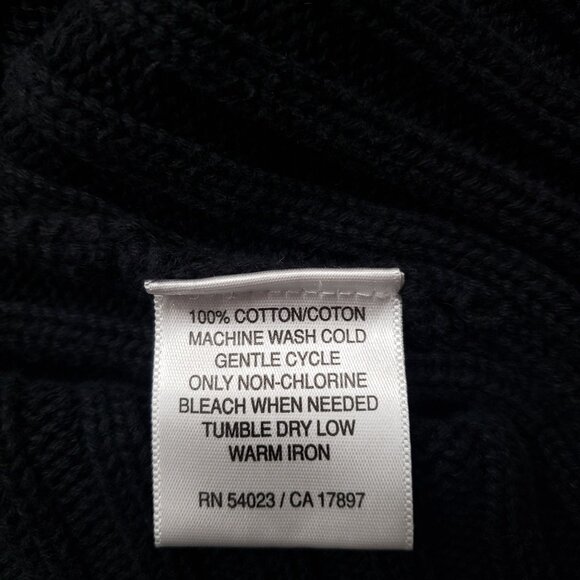 100% COTTON/COTON
MACHINE WASH COLD
GENTLE CYCLE
ONLY NON-CHLORINE
BLEACH WHEN NEEDED
TUMBLE DRY LOW
WARM IRON
RN 54023 / CA 17897